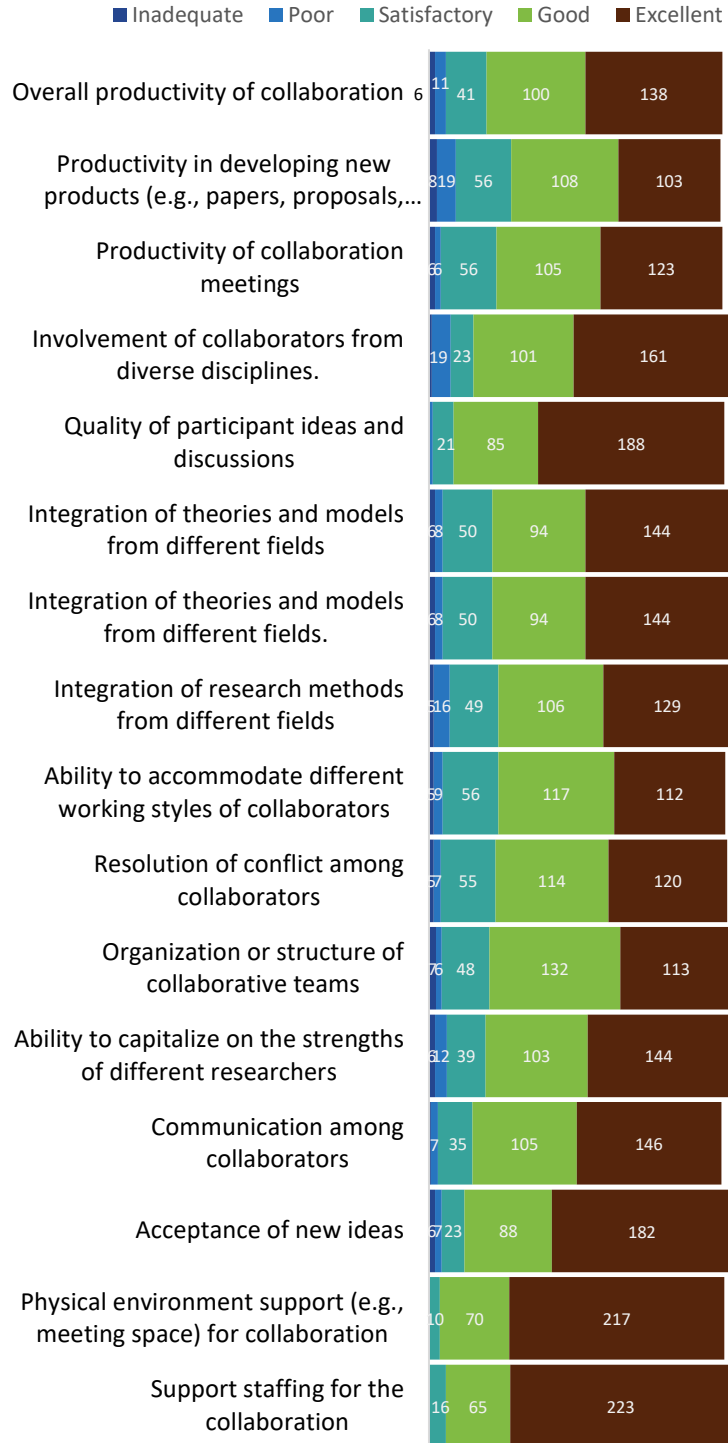 Inadequate Poor Satisfactory Good Excellent
Overall productivity of collaboration 6 11 41 100 138
Productivity in developing new
products (e.g., papers, proposals,...
8 19 56 108 103
Productivity of collaboration
meetings
6 6 56 105 123
Involvement of collaborators from
diverse disciplines.
19 23 101 161
Quality of participant ideas and
discussions
21 85 188
Integration of theories and models
from different fields
6 8 50 94 144
Integration of theories and models
from different fields.
6 8 50 94 144
Integration of research methods
from different fields
16 49 106 129
Ability to accommodate different
working styles of collaborators
9 56 117 112
Resolution of conflict among
collaborators
7 55 114 120
Organization or structure of
collaborative teams
7 6 48 132 113
Ability to capitalize on the strengths
of different researchers
6 12 39 103 144
Communication among
collaborators
7 35 105 146
Acceptance of new ideas
6 7 23 88 182
Physical environment support (e.g.,
meeting space) for collaboration
10 70 217
Support staffing for the
collaboration
16 65 223